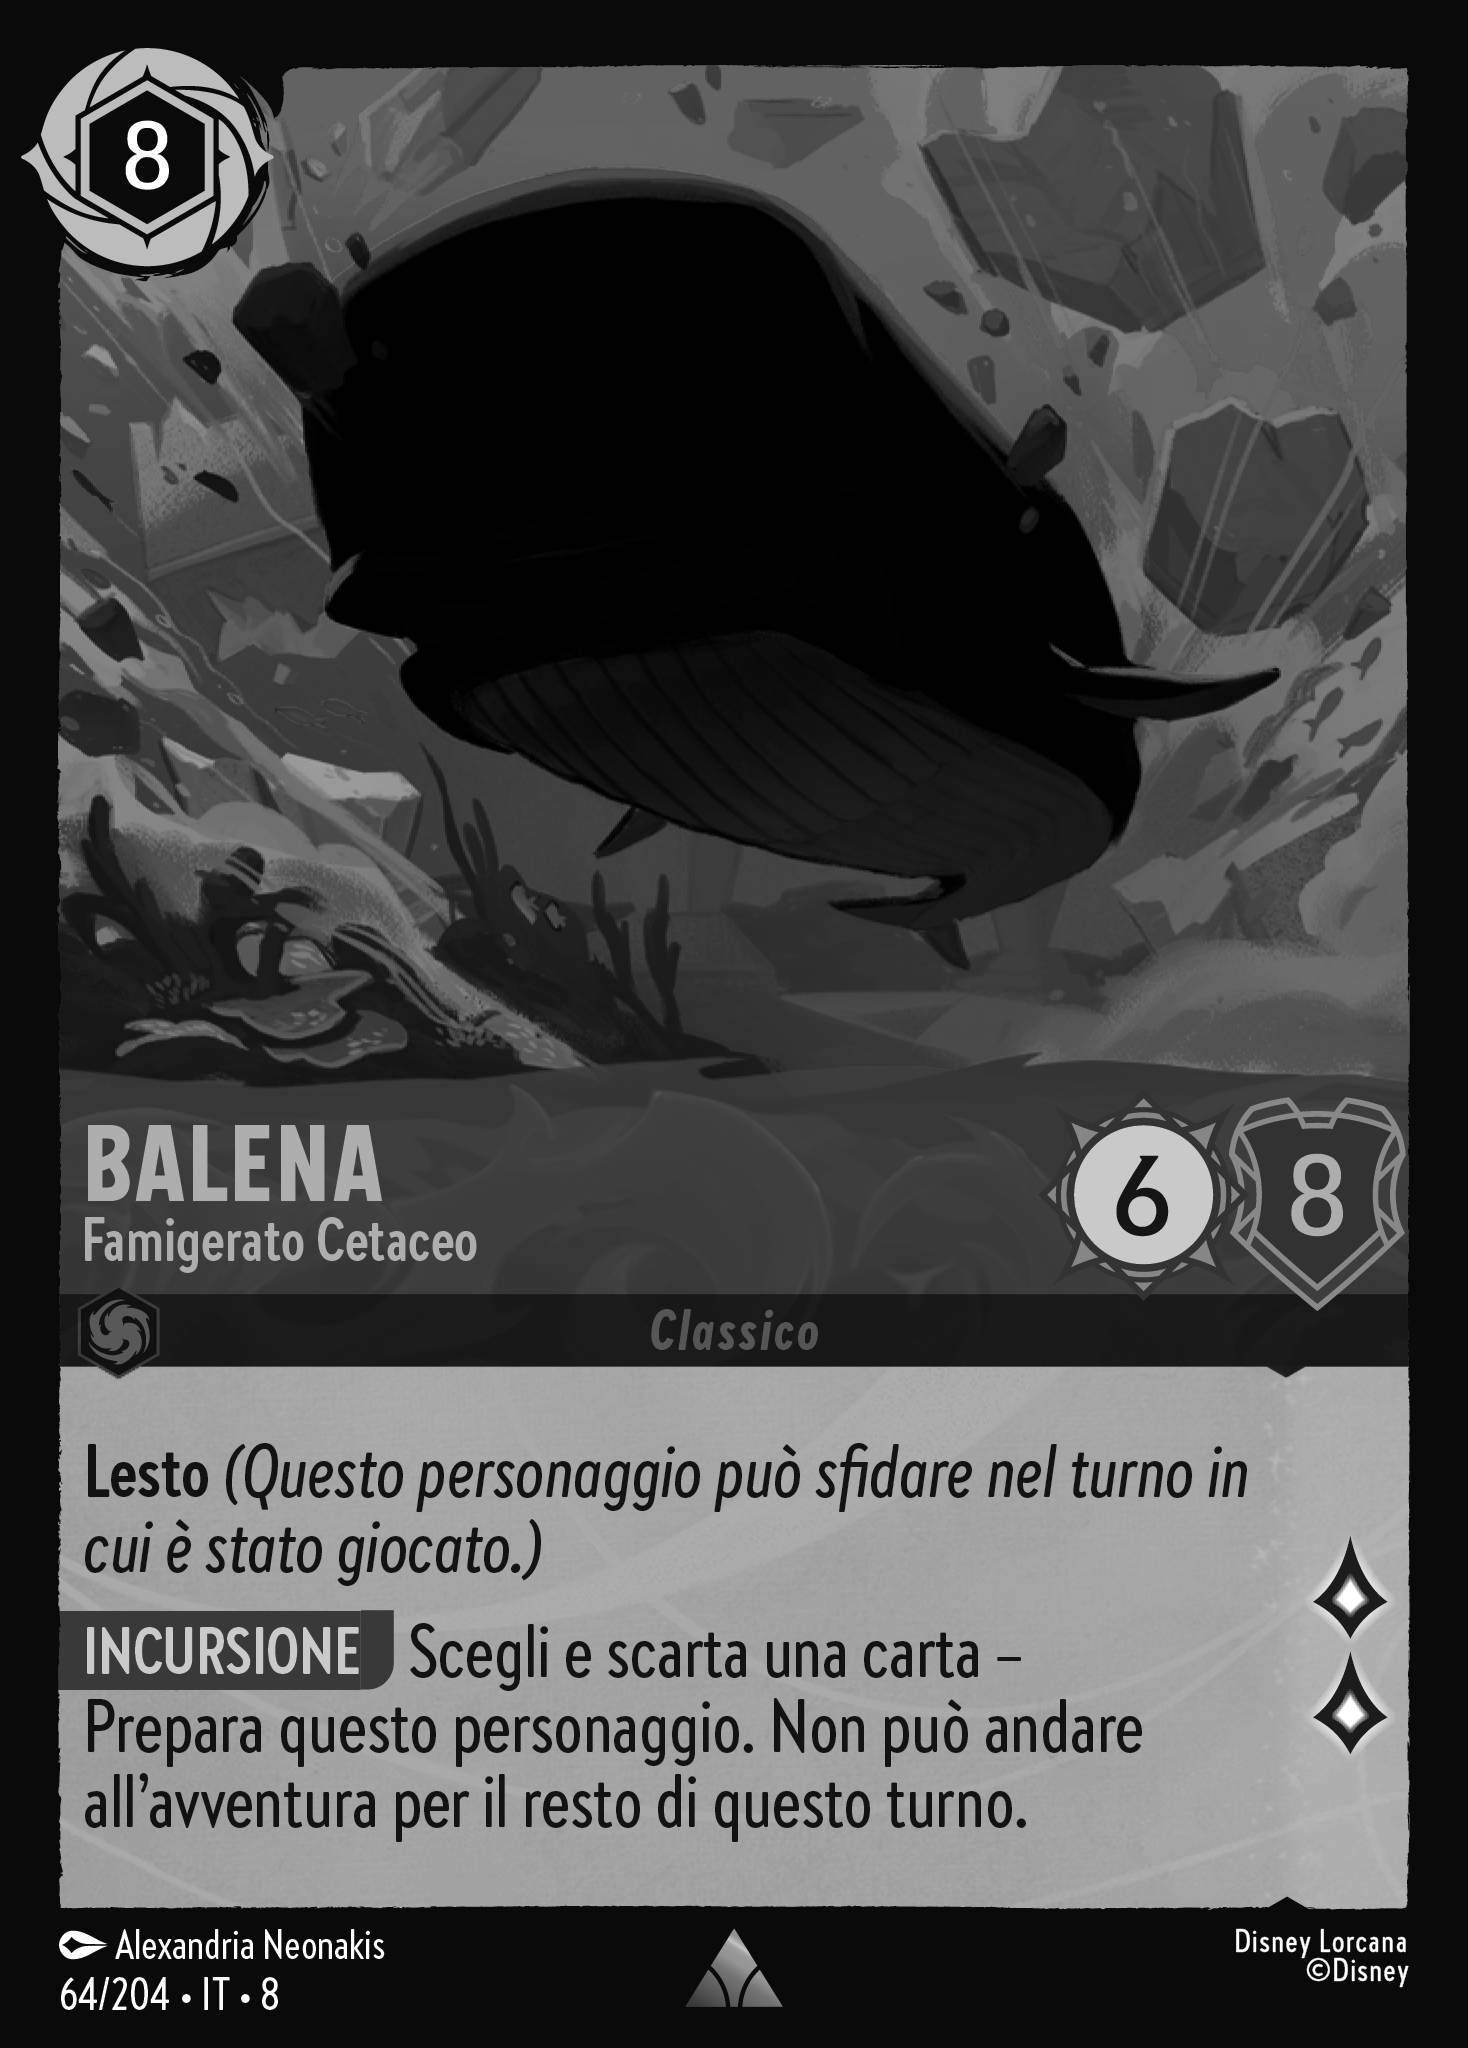 8
BALENA
Famigerato Cetaceo
6
8
Classico
Lesto (Questo personaggio può sfidare nel turno in
cui è stato giocato.)
INCURSIONE Scegli e scarta una carta –
Prepara questo personaggio. Non può andare
all’avventura per il resto di questo turno.
Alexandria Neonakis
64/204 • IT • 8
Disney Lorcana
©Disney